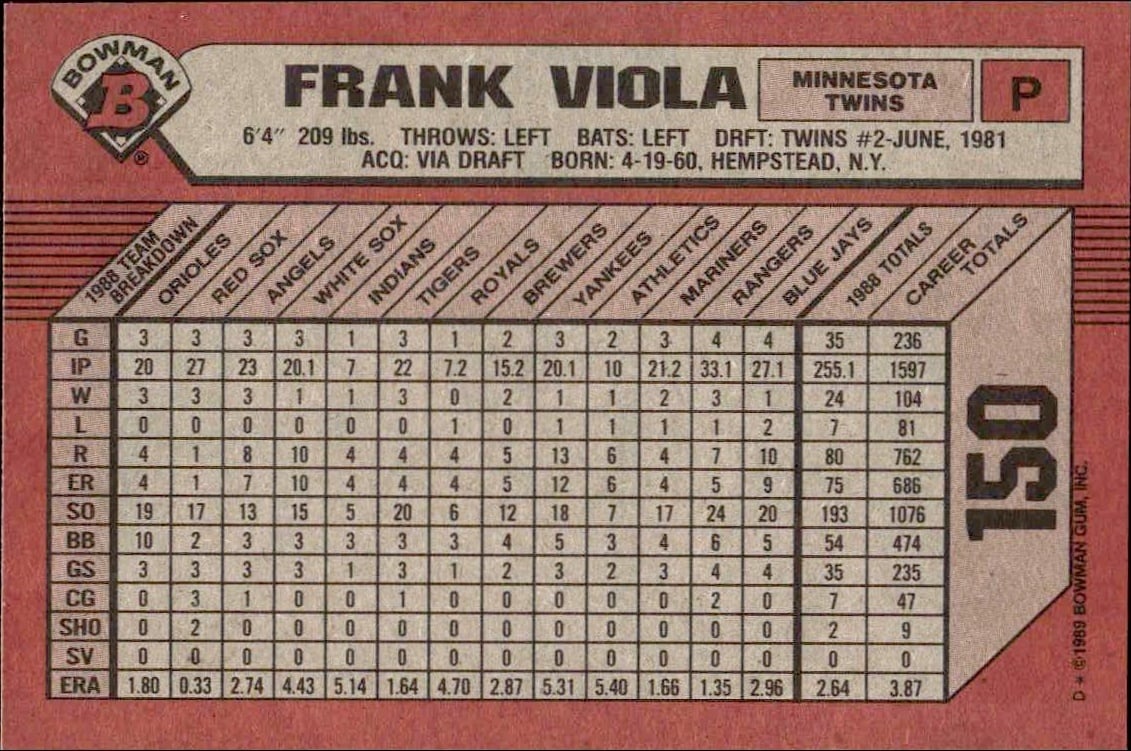 BOWMAN
B
®
FRANK VIOLA
MINNESOTA
TWINS
P
6'4" 209 lbs. THROWS: LEFT BATS: LEFT DRFT: TWINS #2-JUNE, 1981
ACQ: VIA DRAFT BORN: 4-19-60, HEMPSTEAD, N.Y.
1988 TEAM BREAKDOWN ORIOLES RED SOX ANGELS WHITE SOX INDIANS TIGERS ROYALS BREWERS YANKEES ATHLETICS MARINERS RANGERS BLUE JAYS 1988 TOTALS CAREER TOTALS
G 3 3 3 3 1 3 1 2 3 2 3 4 4 35 236
IP 20 27 23 20.1 7 22 7.2 15.2 20.1 10 21.2 33.1 27.1 255.1 1597
W 3 3 3 1 1 3 0 2 1 1 2 3 1 24 104
L 0 0 0 0 0 0 1 0 1 1 1 1 2 7 81
R 4 1 8 10 4 4 4 5 13 6 4 7 10 80 762
ER 4 1 7 10 4 4 4 5 12 6 4 5 9 75 686
SO 19 17 13 15 5 20 6 12 18 7 17 24 20 193 1076
BB 10 2 3 3 3 3 3 4 5 3 4 6 5 54 474
GS 3 3 3 3 1 3 1 2 3 2 3 4 4 35 235
CG 0 3 1 0 0 1 0 0 0 0 0 2 0 7 47
SHO 0 2 0 0 0 0 0 0 0 0 0 0 0 2 9
SV 0 0 0 0 0 0 0 0 0 0 0 0 0 0 0
ERA 1.80 0.33 2.74 4.43 5.14 1.64 4.70 2.87 5.31 5.40 1.66 1.35 2.96 2.64 3.87
150
D * ©1989 BOWMAN GUM, INC.